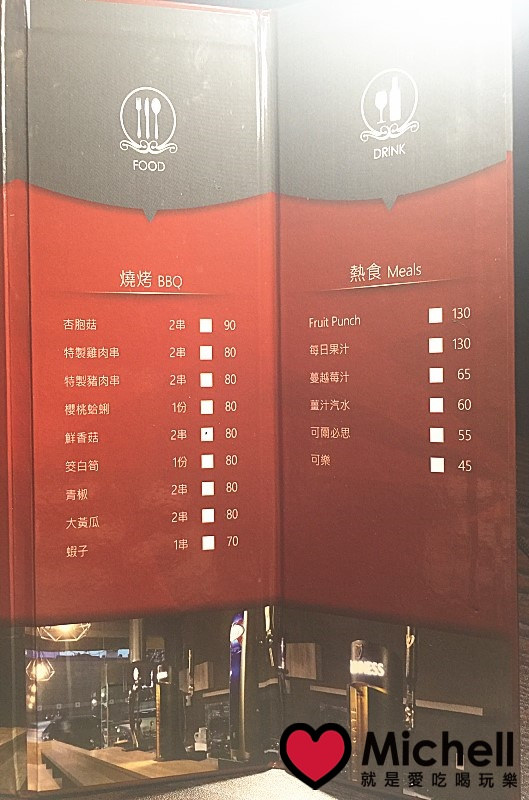 FOOD
燒烤 BBQ
杏胞菇 2串 90
特製雞肉串 2串 80
特製豬肉串 2串 80
櫻桃蛤蜊 1份 80
鮮香菇 2串 80
筊白筍 1份 80
青椒 2串 80
大黃瓜 2串 80
蝦子 1串 70
DRINK
熱食 Meals
Fruit Punch 130
每日果汁 130
蔓越莓汁 65
薑汁汽水 60
可爾必思 55
可樂 45
Michell
就是愛吃喝玩樂